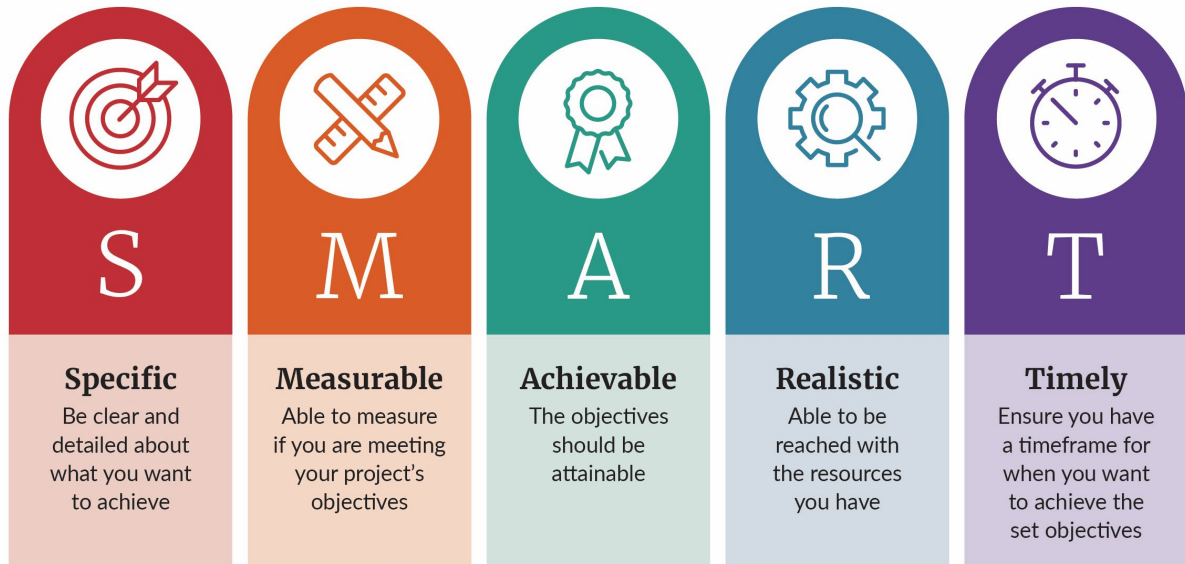 S
Specific
Be clear and
detailed about
what you want
to achieve
M
Measurable
Able to measure
if you are meeting
your project's
objectives
A
Achievable
The objectives
should be
attainable
R
Realistic
Able to be
reached with
the resources
you have
T
Timely
Ensure you have
a timeframe for
when you want
to achieve the
set objectives